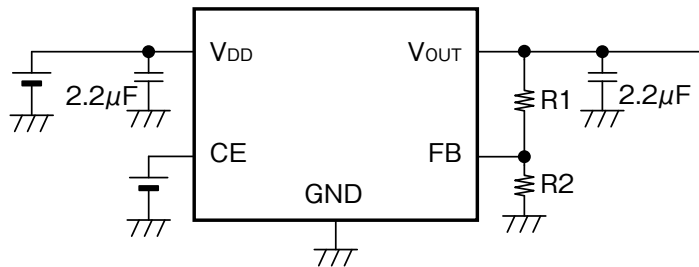 VDD
VOUT
2.2µF
R1
2.2µF
CE
FB
R2
GND